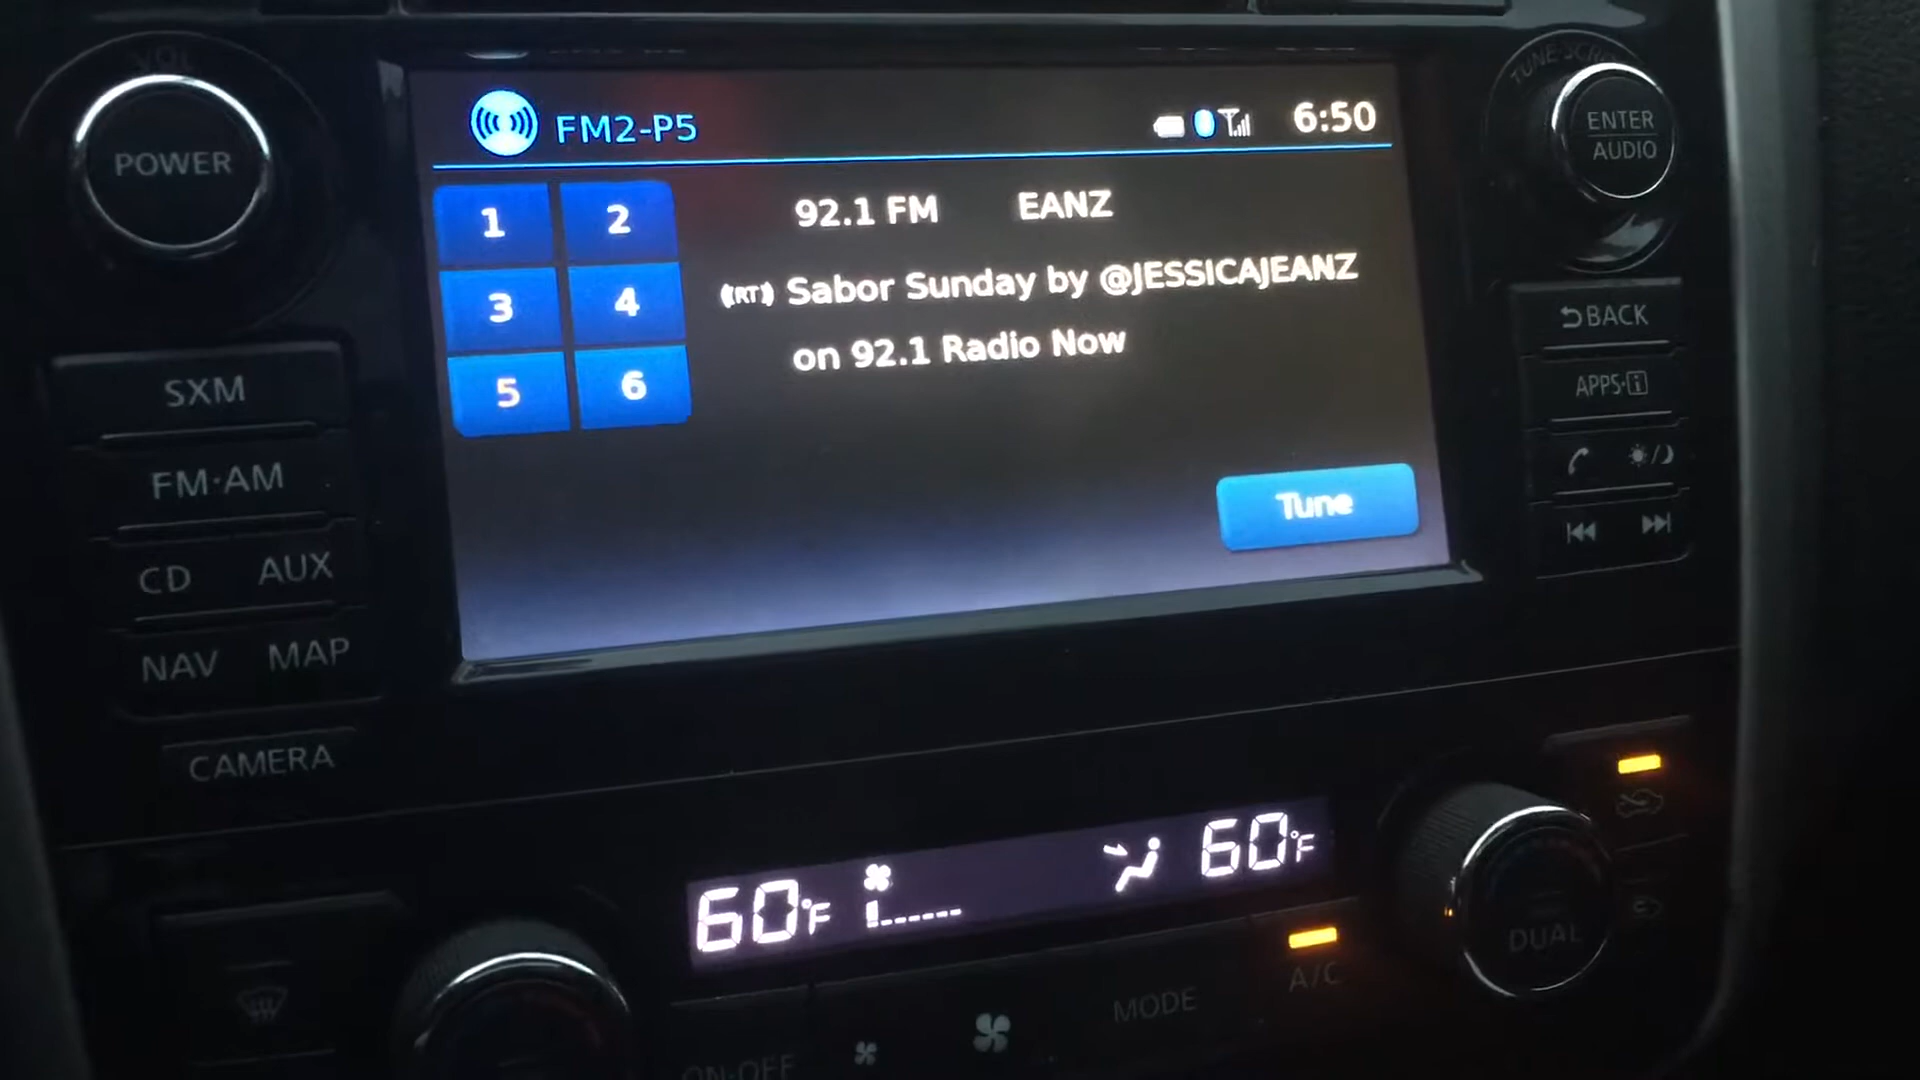 VOL
POWER
SXM
FM·AM
CD AUX
NAV MAP
CAMERA
FM2-P5
6:50
1 2
3 4
5 6
92.1 FM EANZ
(RT) Sabor Sunday by @JESSICAJEANZ
on 92.1 Radio Now
Tune
ENTER
AUDIO
BACK
APPS·i
60°F
60°F
DUAL
A/C
MODE
ON·OFF